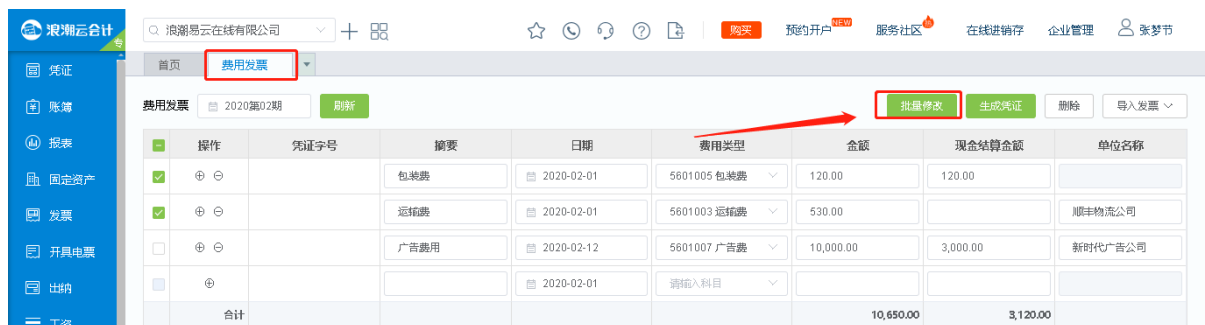 浪潮云会计 专 浪潮易云在线有限公司 购买 预约开户 NEW 服务社区 在线进销存 企业管理 张梦节
首页 费用发票
凭证
账簿
报表
固定资产
发票
开具电票
出纳
工资
费用发票 2020第02期 刷新 批量修改 生成凭证 删除 导入发票
操作 凭证字号 摘要 日期 费用类型 金额 现金结算金额 单位名称
包装费 2020-02-01 5601005 包装费 120.00 120.00
运输费 2020-02-01 5601003 运输费 530.00 顺丰物流公司
广告费用 2020-02-12 5601007 广告费 10,000.00 3,000.00 新时代广告公司
2020-02-01 请输入科目
合计 10,650.00 3,120.00